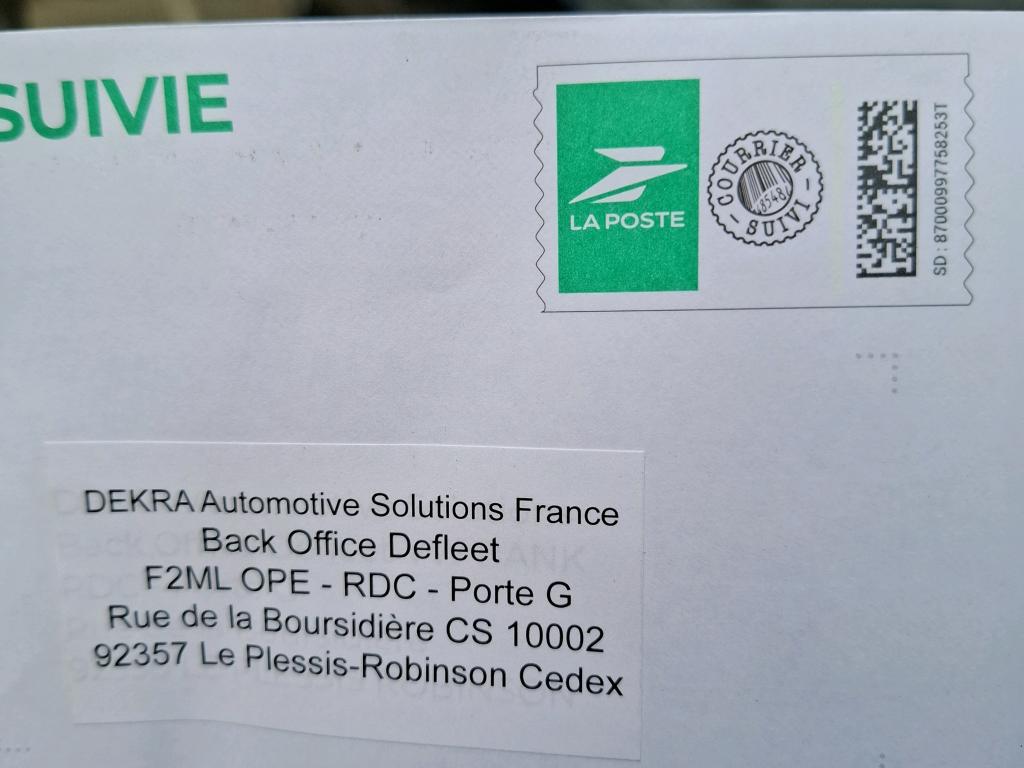 SUIVIE
LA POSTE
COURRIER
SUIVI
SD : 87000997758253T
DEKRA Automotive Solutions France
Back Office Defleet
F2ML OPE - RDC - Porte G
Rue de la Boursidière CS 10002
92357 Le Plessis-Robinson Cedex